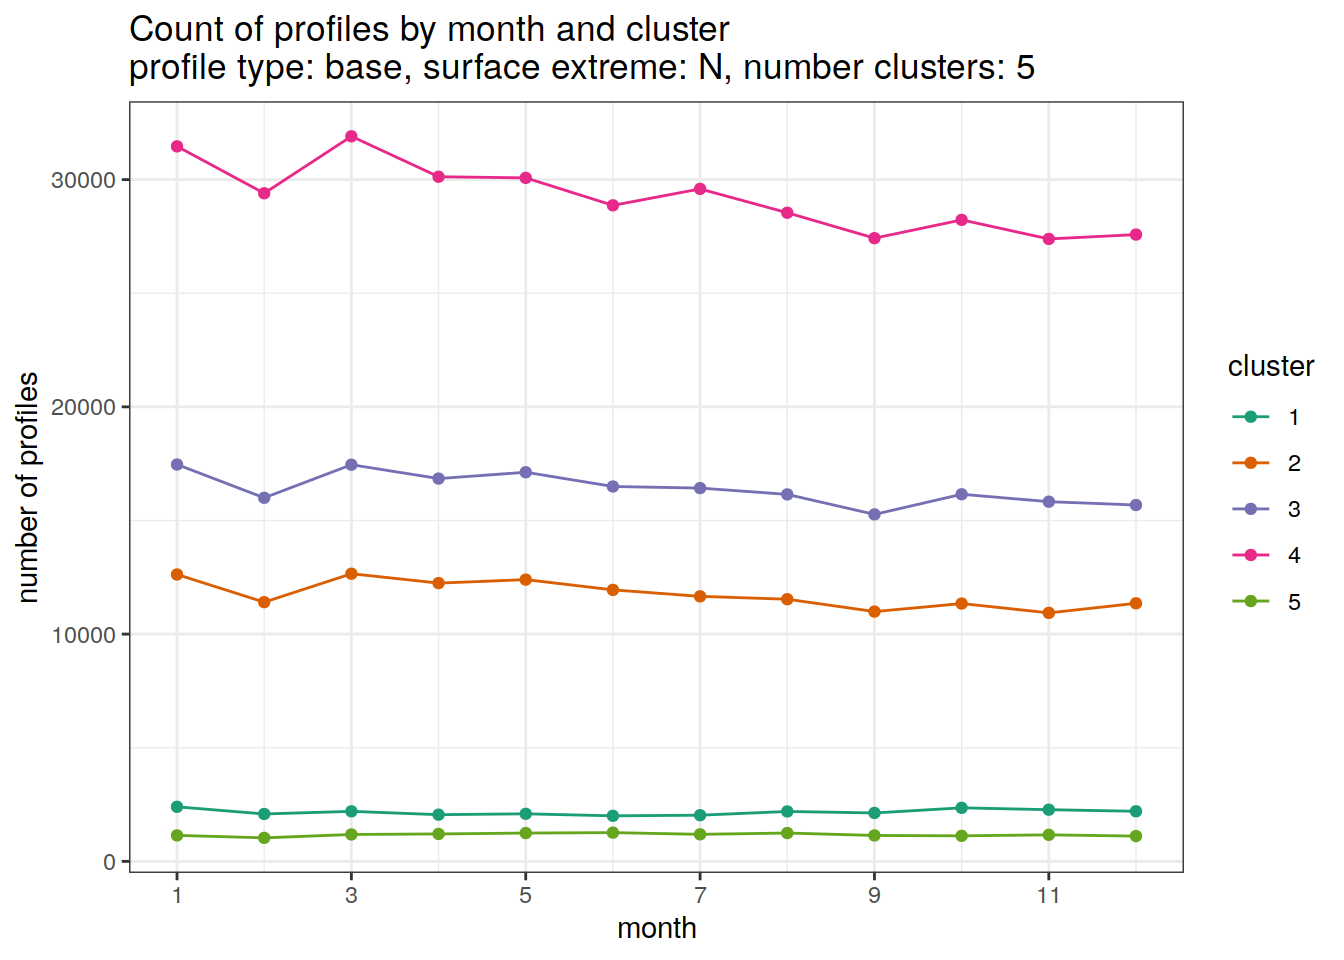 Count of profiles by month and cluster
profile type: base, surface extreme: N, number clusters: 5
number of profiles
30000
20000
10000
0
1 3 5 7 9 11
month
cluster
1
2
3
4
5